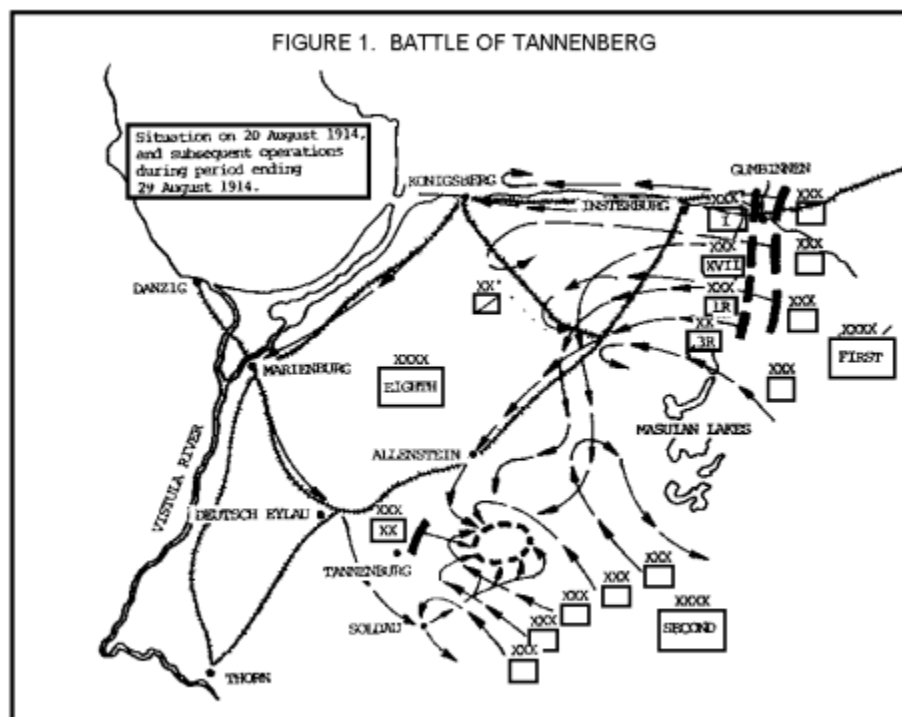 FIGURE 1. BATTLE OF TANNENBERG
Situation on 20 August 1914,
and subsequent operations
during period ending
29 August 1914.
KONIGSBERG
INSTERBURG
GUMBINNEN
XXX
I
XXX
XXX
XVII
XXX
XXX
1R
XXX
XX
3R
XXXX
FIRST
XXX
DANZIG
XX
MARIENBURG
XXXX
EIGHTH
MASUIAN LAKES
VISTULA RIVER
ALLENSTEIN
DEUTSCH EYLAU
XXX
XX
TANNENBURG
SOLDAU
XXX
XXX
XXX
XXX
XXX
XXXX
SECOND
THORN